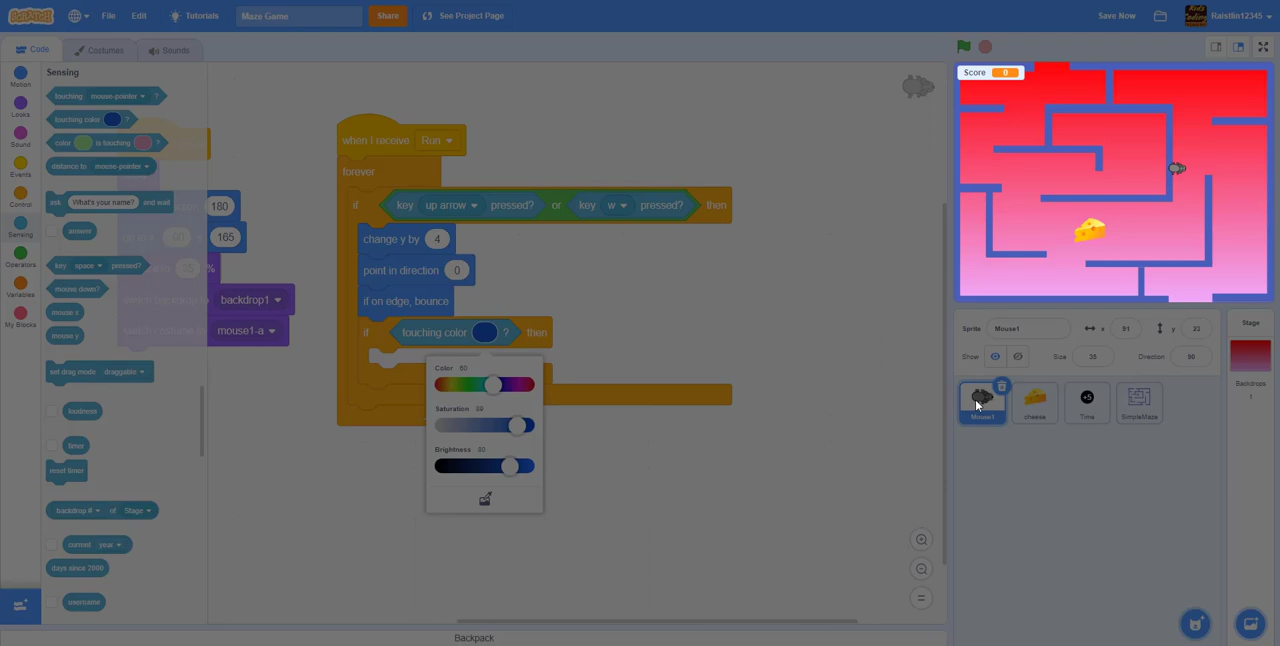 SCRATCH File Edit Tutorials Maze Game Share See Project Page Save Now Raistlin12345
Code Costumes Sounds
Motion
Looks
Sound
Events
Control
Sensing
Operators
Variables
My Blocks
Sensing
touching mouse-pointer ?
touching color ?
color is touching ?
distance to mouse-pointer
ask What's your name? and wait
answer
key space pressed?
mouse down?
mouse x
mouse y
set drag mode draggable
loudness
timer
reset timer
backdrop # of Stage
current year
days since 2000
username
180
165
%
backdrop1
mouse1-a
when I receive Run
forever
if key up arrow pressed? or key w pressed? then
change y by 4
point in direction 0
if on edge, bounce
if touching color ? then
Color 60
Saturation 89
Brightness 80
Score 0
Sprite Mouse1 x 91 y 23
Show Size 35 Direction 90
Mouse1 cheese +5 Time SimpleMaze
Stage
Backdrops
1
Backpack